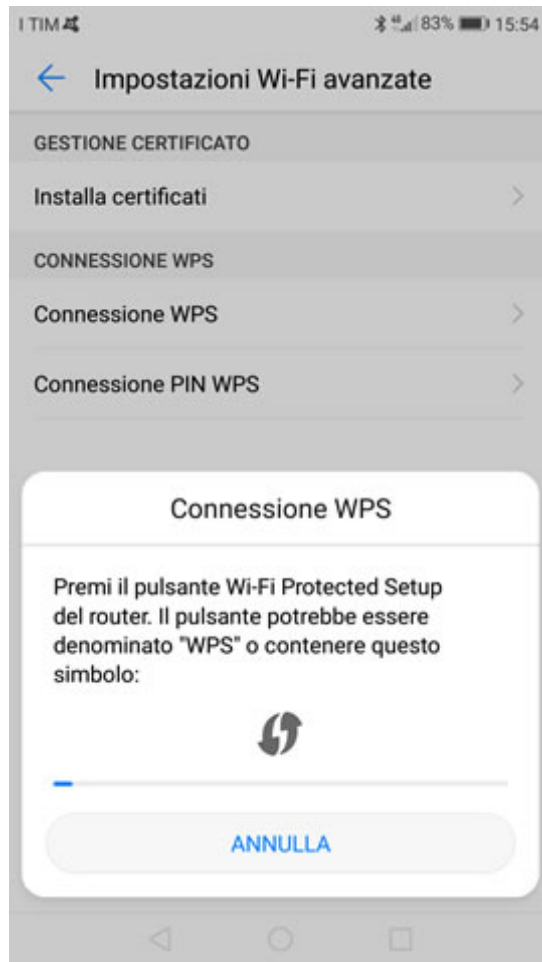 I TIM 83% 15:54
Impostazioni Wi-Fi avanzate
GESTIONE CERTIFICATO
Installa certificati
CONNESSIONE WPS
Connessione WPS
Connessione PIN WPS
Connessione WPS
Premi il pulsante Wi-Fi Protected Setup
del router. Il pulsante potrebbe essere
denominato "WPS" o contenere questo
simbolo:
ANNULLA